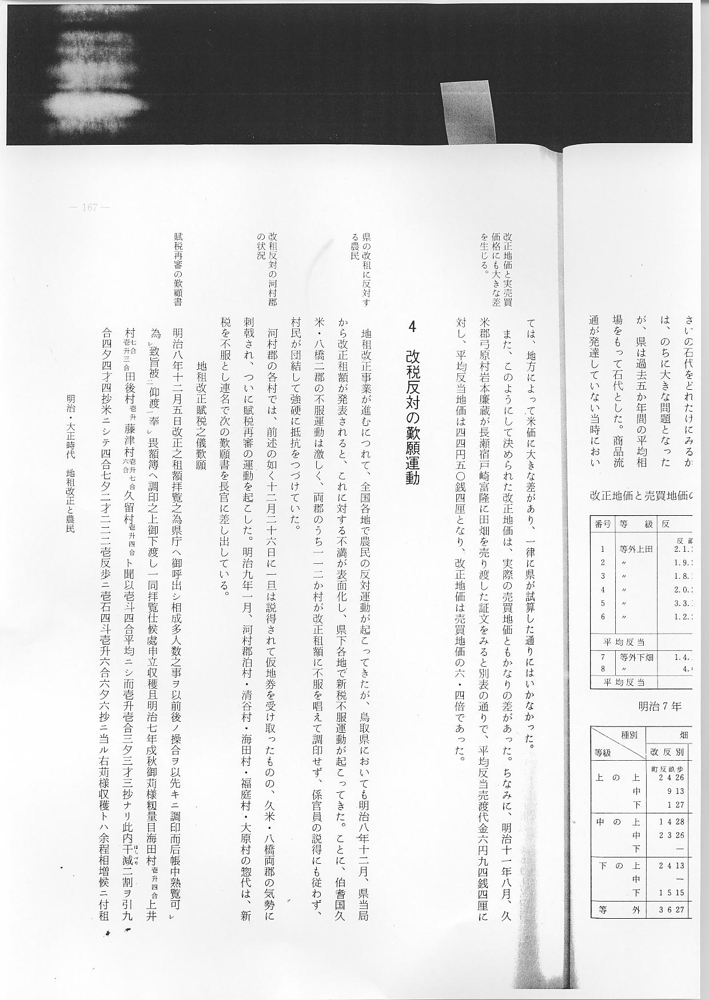 さいの石代をどれだけにみるか
は、のちに大きな問題となった
が、県は過去五か年間の平均相
場をもって石代とした。商品流
通が発達していない当時におい
改正地価と売買地価の
番号 等級 反
反 畝
1 等外上田 2.1.
2 〃 1.9.
3 〃 1.8.
4 〃 2.0.
5 〃 3.3.
6 〃 1.2.
平均反当
7 等外下畑 1.4.
8 〃 4.
平均反当
明治7年
種別 畑
等級 改反別
町反畝歩
上の上 2 4 26
中 9 13
下 1 27
中の上 1 4 28
中 2 3 26
下 —
下の上 2 4 13
中 —
下 1 5 15
等外 3 6 27
ては、地方によって米価に大きな差があり、一律に県が試算した通りにはいかなかった。
改正地価と実売買
価格にも大きな差
を生じる。
また、このようにして決められた改正地価は、実際の売買地価ともかなりの差があった。ちなみに、明治十一年八月、久
米郡弓原村岩本廉蔵が長瀬宿戸崎富隆に田畑を売り渡した証文をみると別表の通りで、平均反当売渡代金六円九四銭四厘に
対し、平均反当地価は四四円五〇銭四厘となり、改正地価は売買地価の六・四倍であった。
4 改税反対の歎願運動
県の改租に反対す
る農民
地租改正事業が進むにつれて、全国各地で農民の反対運動が起こってきたが、鳥取県においても明治八年十二月、県当局
から改正租額が発表されると、これに対する不満が表面化し、県下各地で新税不服運動が起こってきた。ことに、伯耆国久
米・八橋二郡の不服運動は激しく、両郡のうち一一二か村が改正租額に不服を唱えて調印せず、係官員の説得にも従わず、
村民が団結して強硬に抵抗をつづけていた。
改租反対の河村郡
の状況
河村郡の各村では、前述の如く十二月二十六日に一旦は説得されて仮地券を受け取ったものの、久米・八橋両郡の気勢に
刺戟され、ついに賦税再審の運動を起こした。明治九年一月、河村郡泊村・清谷村・海田村・福庭村・大原村の惣代は、新
税を不服とし連名で次の歎願書を長官に差し出している。
地租改正賦税之儀歎願
賦税再審の歎願書
明治八年十二月五日改正之租額拝覧之為県庁ヘ御呼出シ相成多人数之事ヲ以前後ノ操合ヲ以先キニ調印而后帳中熟覧可レ
為レ致旨被二仰渡一奉レ畏額簿ヘ調印之上御下渡し一同拝覧仕候處申立収穫且明治七年戍秋御苅様籾量目海田村壱升四合上井
村壱升三合七合田後村壱升藤津村壱升七合六合久留村壱升四合ト聞以壱斗四合平均ニシ而壱升壱合三夕三才三抄ナリ此内干減ほしべり二割ヲ引九
合四夕四才四抄米ニシテ四合七夕二才二二二壱反歩ニ壱石四斗壱升六合六夕六抄ニ当ル右苅様収穫トハ余程相増候ニ付租
明治・大正時代 地租改正と農民
— 167 —